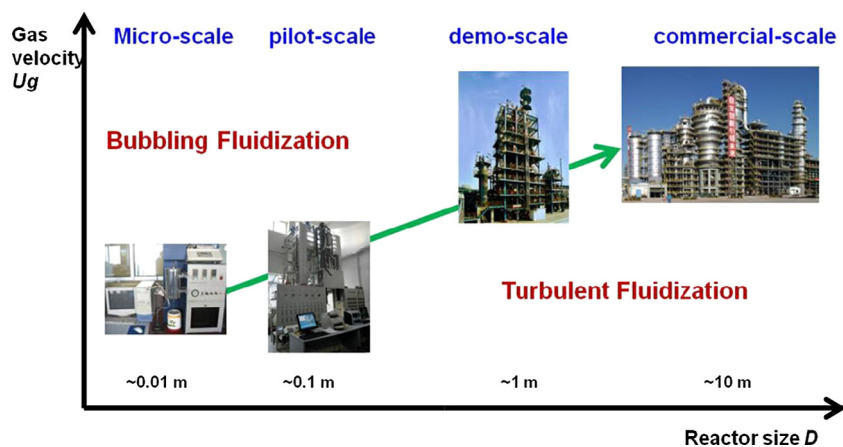 Gas
velocity
Ug
Micro-scale
pilot-scale
demo-scale
commercial-scale
Bubbling Fluidization
Turbulent Fluidization
~0.01 m
~0.1 m
~1 m
~10 m
Reactor size D